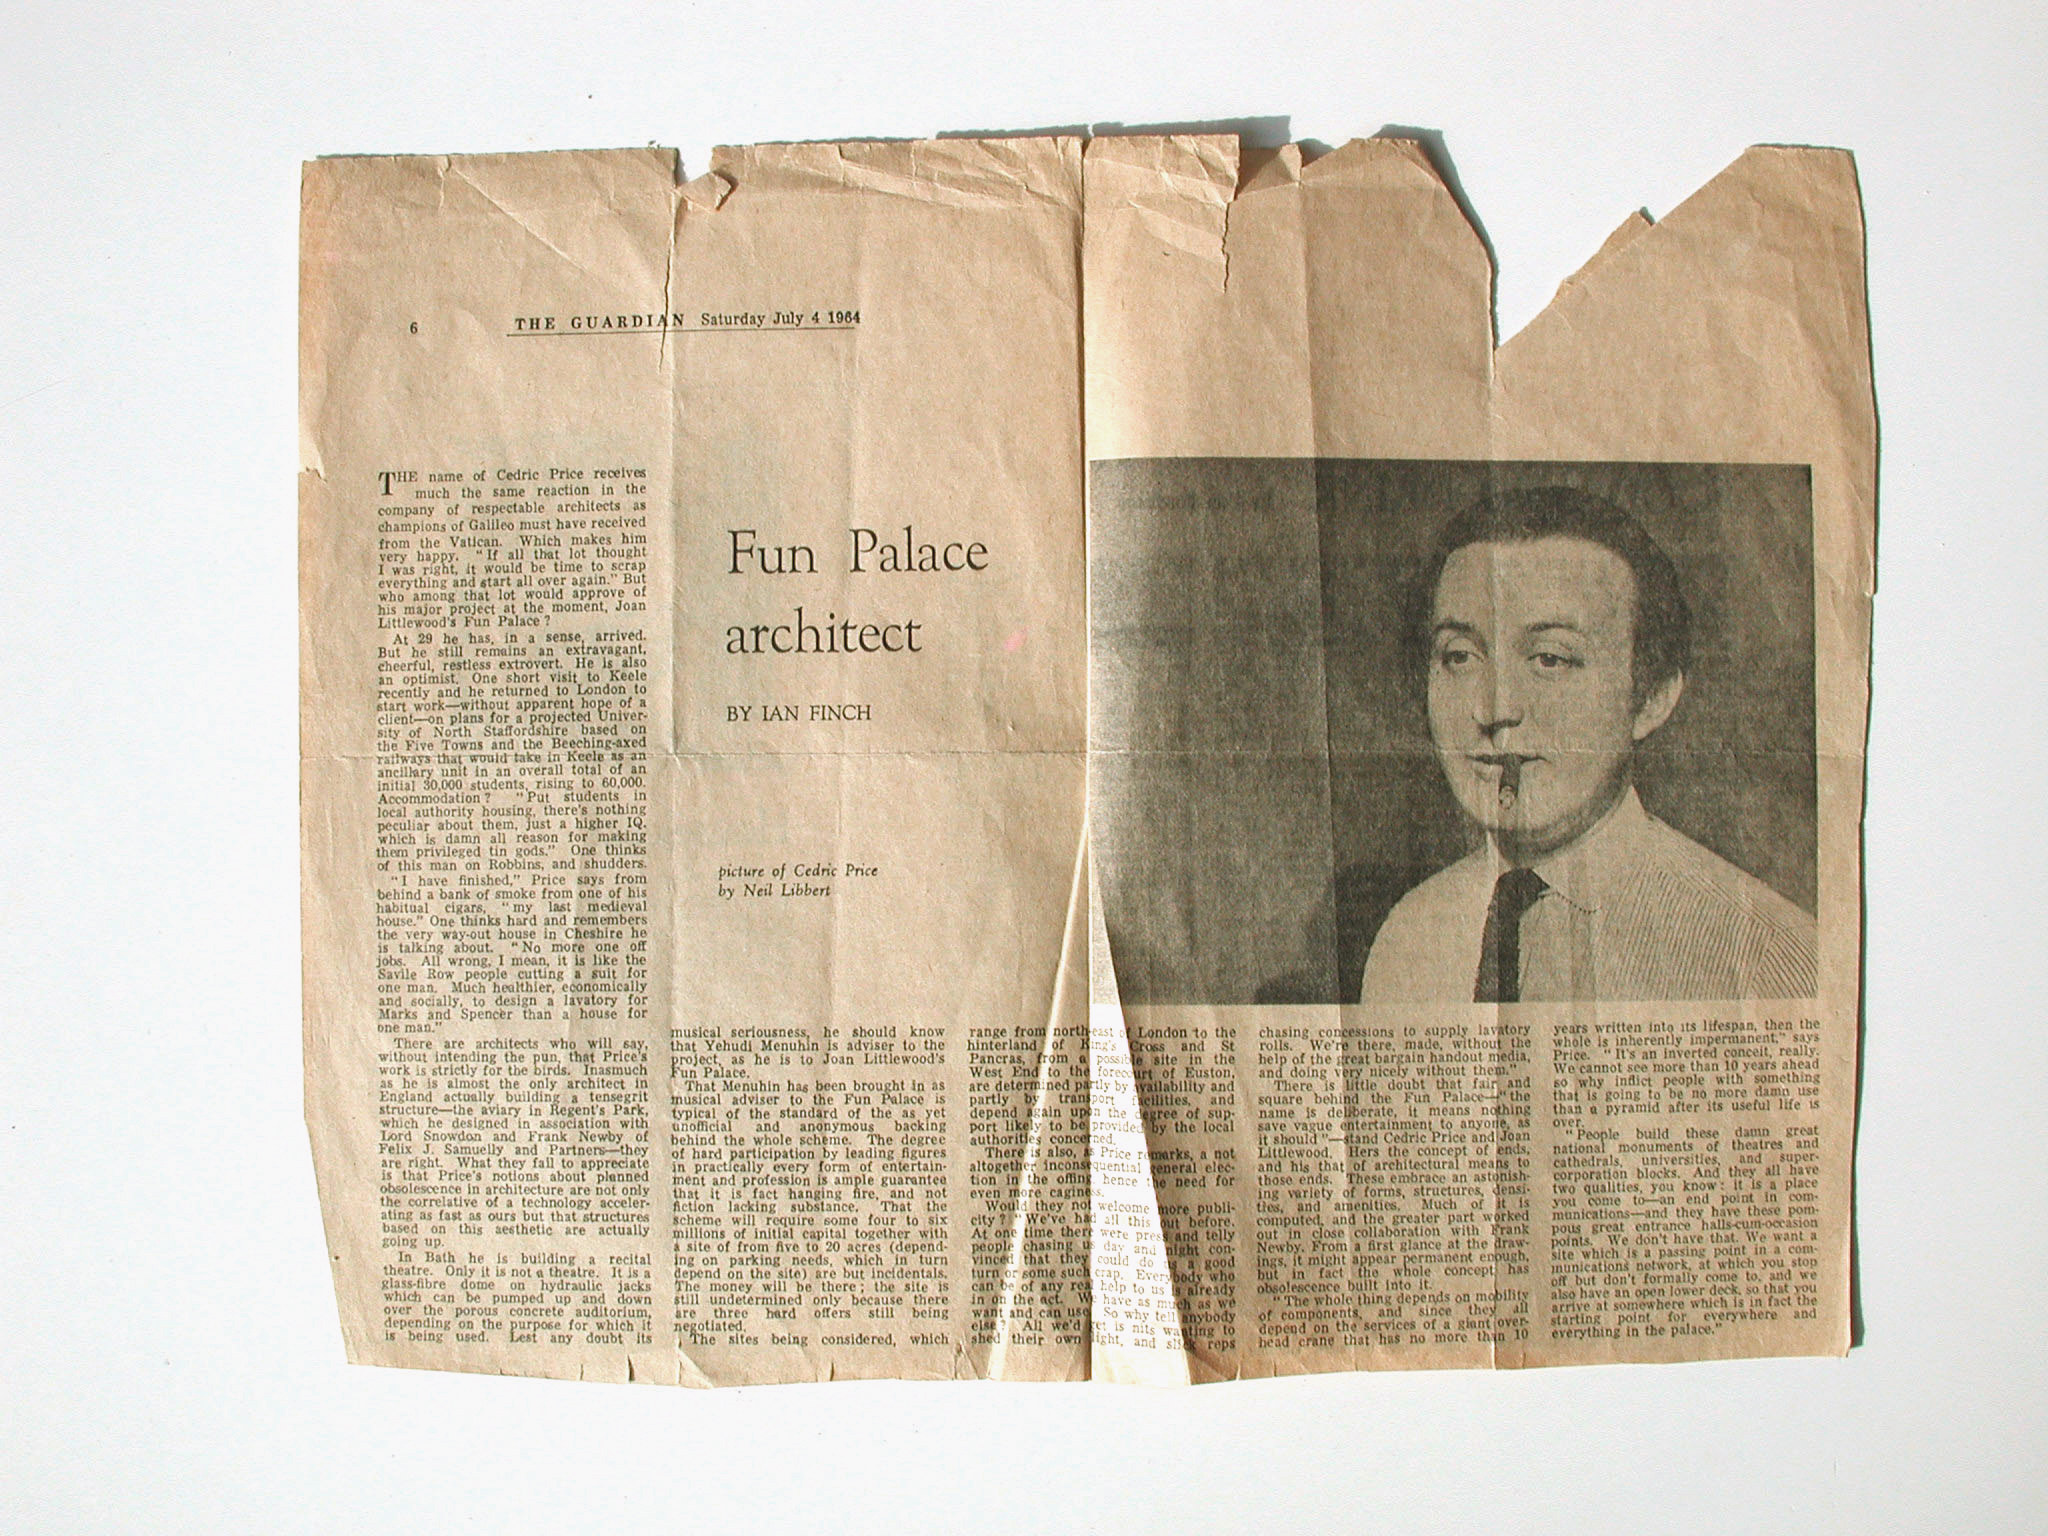 6
THE GUARDIAN Saturday July 4 1964
THE name of Cedric Price receives
much the same reaction in the
company of respectable architects as
champions of Galileo must have received
from the Vatican. Which makes him
very happy. "If all that lot thought
I was right, it would be time to scrap
everything and start all over again." But
who among that lot would approve of
his major project at the moment, Joan
Littlewood's Fun Palace?
At 29 he has, in a sense, arrived.
But he still remains an extravagant,
cheerful, restless extrovert. He is also
an optimist. One short visit to Keele
recently and he returned to London to
start work—without apparent hope of a
client—on plans for a projected Univer-
sity of North Staffordshire based on
the Five Towns and the Beeching-axed
railways that would take in Keele as an
ancillary unit in an overall total of an
initial 30,000 students, rising to 60,000.
Accommodation? "Put students in
local authority housing, there's nothing
peculiar about them, just a higher IQ.
which is damn all reason for making
them privileged tin gods." One thinks
of this man on Robbins, and shudders.
"I have finished," Price says from
behind a bank of smoke from one of his
habitual cigars, "my last medieval
house." One thinks hard and remembers
the very way-out house in Cheshire he
is talking about. "No more one off
jobs. All wrong, I mean, it is like the
Savile Row people cutting a suit for
one man. Much healthier, economically
and socially, to design a lavatory for
Marks and Spencer than a house for
one man."
There are architects who will say,
without intending the pun, that Price's
work is strictly for the birds. Inasmuch
as he is almost the only architect in
England actually building a tensegrit
structure—the aviary in Regent's Park,
which he designed in association with
Lord Snowdon and Frank Newby of
Felix J. Samuelly and Partners—they
are right. What they fail to appreciate
is that Price's notions about planned
obsolescence in architecture are not only
the correlative of a technology acceler-
ating as fast as ours but that structures
based on this aesthetic are actually
going up.
In Bath he is building a recital
theatre. Only it is not a theatre. It is a
glass-fibre dome on hydraulic jacks
which can be pumped up and down
over the porous concrete auditorium,
depending on the purpose for which it
is being used. Lest any doubt its
Fun Palace
architect
BY IAN FINCH
picture of Cedric Price
by Neil Libbert
musical seriousness, he should know
that Yehudi Menuhin is adviser to the
project, as he is to Joan Littlewood's
Fun Palace.
That Menuhin has been brought in as
musical adviser to the Fun Palace is
typical of the standard of the as yet
unofficial and anonymous backing
behind the whole scheme. The degree
of hard participation by leading figures
in practically every form of entertain-
ment and profession is ample guarantee
that it is fact hanging fire, and not
fiction lacking substance. That the
scheme will require some four to six
millions of initial capital together with
a site of from five to 20 acres (depend-
ing on parking needs, which in turn
depend on the site) are but incidentals.
The money will be there; the site is
still undetermined only because there
are three hard offers still being
negotiated.
The sites being considered, which
range from north-east of London to the
hinterland of King's Cross and St
Pancras, from a possible site in the
West End to the forecourt of Euston,
are determined partly by availability and
partly by transport facilities, and
depend again upon the degree of sup-
port likely to be provided by the local
authorities concerned.
There is also, as Price remarks, a not
altogether inconsequential general elec-
tion in the offing, hence the need for
even more caginess.
Would they not welcome more publi-
city? "We've had all this out before.
At one time there were press and telly
people chasing us day and night con-
vinced that they could do us a good
turn or some such crap. Everybody who
can be of any real help to us is already
in on the act. We have as much as we
want and can use. So why tell anybody
else? All we'd get is nits wanting to
shed their own light, and slick reps
chasing concessions to supply lavatory
rolls. We're there, made, without the
help of the great bargain handout media,
and doing very nicely without them."
There is little doubt that fair and
square behind the Fun Palace—"the
name is deliberate, it means nothing
save vague entertainment to anyone, as
it should"—stand Cedric Price and Joan
Littlewood. Hers the concept of ends,
and his that of architectural means to
those ends. These embrace an astonish-
ing variety of forms, structures, densi-
ties, and amenities. Much of it is
computed, and the greater part worked
out in close collaboration with Frank
Newby. From a first glance at the draw-
ings, it might appear permanent enough,
but in fact the whole concept has
obsolescence built into it.
"The whole thing depends on mobility
of components, and since they all
depend on the services of a giant over-
head crane that has no more than 10
years written into its lifespan, then the
whole is inherently impermanent," says
Price. "It's an inverted conceit, really.
We cannot see more than 10 years ahead
so why inflict people with something
that is going to be no more damn use
than a pyramid after its useful life is
over.
"People build these damn great
national monuments of theatres and
cathedrals, universities, and super-
corporation blocks. And they all have
two qualities, you know: it is a place
you come to—an end point in com-
munications—and they have these pom-
pous great entrance halls-cum-occasion
points. We don't have that. We want a
site which is a passing point in a com-
munications network, at which you stop
off but don't formally come to, and we
also have an open lower deck, so that you
arrive at somewhere which is in fact the
starting point for everywhere and
everything in the palace."